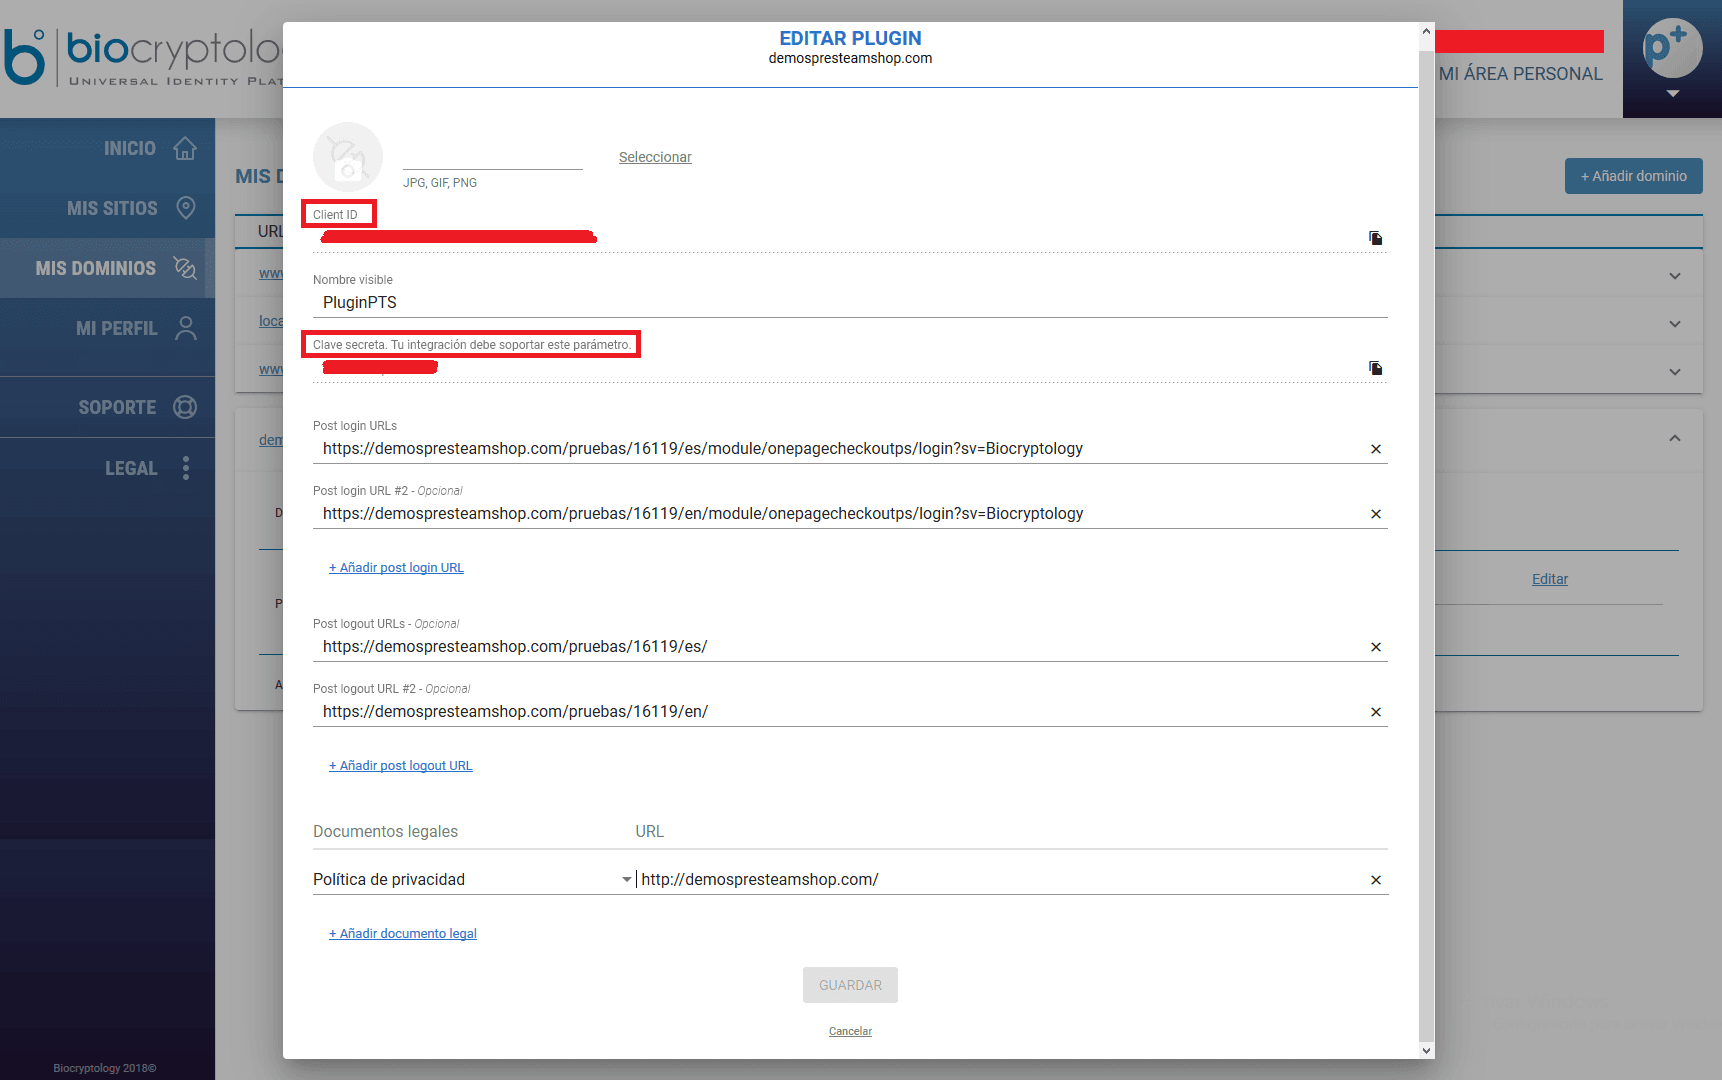 biocryptolo
UNIVERSAL IDENTITY PLAT
MI ÁREA PERSONAL
p+
INICIO
MIS SITIOS
MIS DOMINIOS
MI PERFIL
SOPORTE
LEGAL
Biocryptology 2018©
MIS D
+ Añadir dominio
URL
www
loca
www
dem
D
P
A
Editar
EDITAR PLUGIN
demospresteamshop.com
Seleccionar
JPG, GIF, PNG
Client ID
Nombre visible
PluginPTS
Clave secreta. Tu integración debe soportar este parámetro.
Post login URLs
https://demospresteamshop.com/pruebas/16119/es/module/onepagecheckoutps/login?sv=Biocryptology
Post login URL #2 - Opcional
https://demospresteamshop.com/pruebas/16119/en/module/onepagecheckoutps/login?sv=Biocryptology
+ Añadir post login URL
Post logout URLs - Opcional
https://demospresteamshop.com/pruebas/16119/es/
Post logout URL #2 - Opcional
https://demospresteamshop.com/pruebas/16119/en/
+ Añadir post logout URL
Documentos legales URL
Política de privacidad http://demospresteamshop.com/
+ Añadir documento legal
GUARDAR
Cancelar